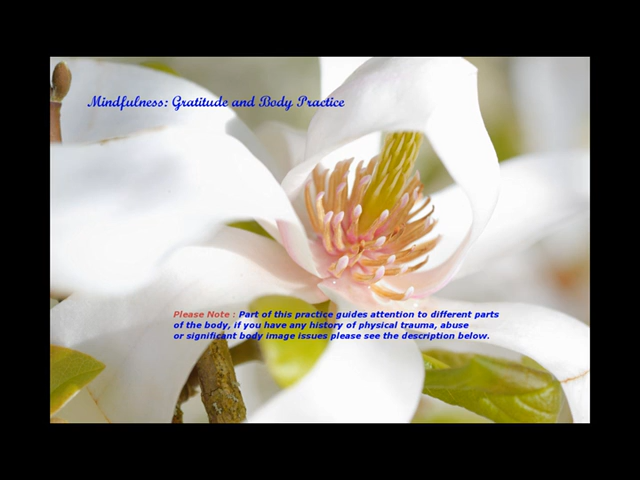 Mindfulness: Gratitude and Body Practice
Please Note : Part of this practice guides attention to different parts
of the body, if you have any history of physical trauma, abuse
or significant body image issues please see the description below.